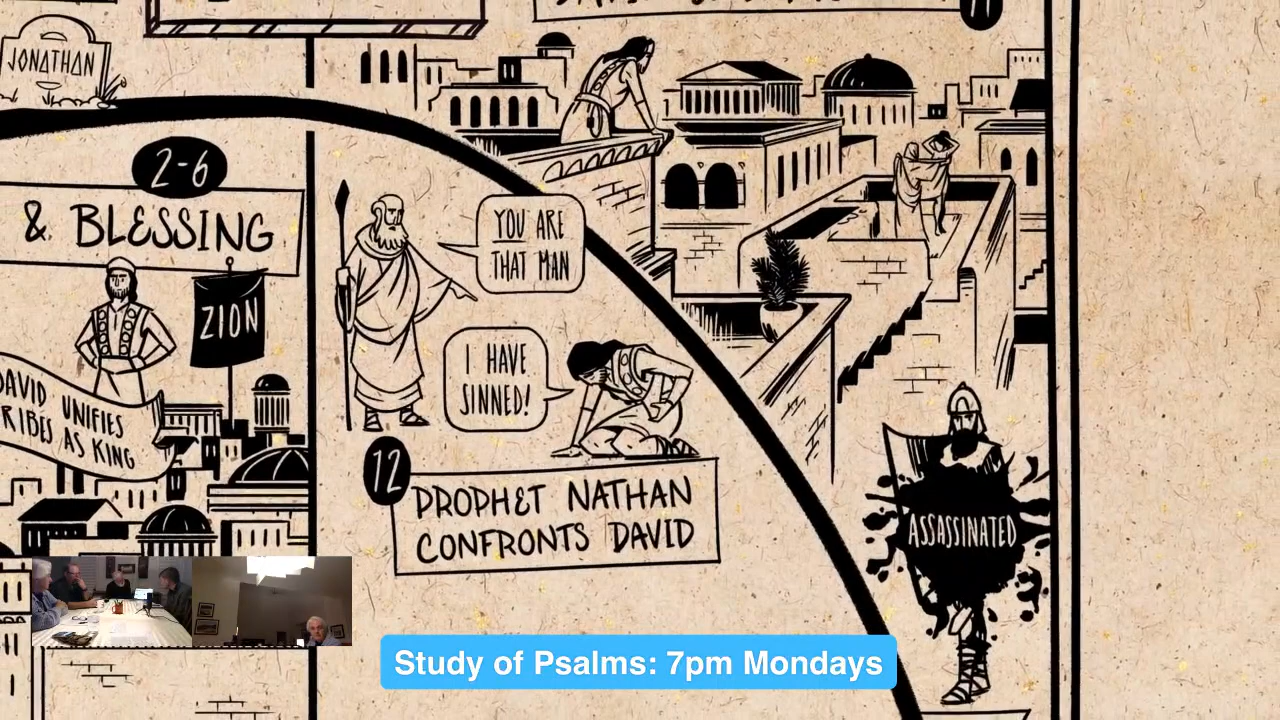 11
JONATHAN
2-6
& BLESSING
ZION
DAVID UNIFIES
TRIBES AS KING
YOU ARE
THAT MAN
I HAVE
SINNED!
12
PROPHET NATHAN
CONFRONTS DAVID
ASSASSINATED
Study of Psalms: 7pm Mondays